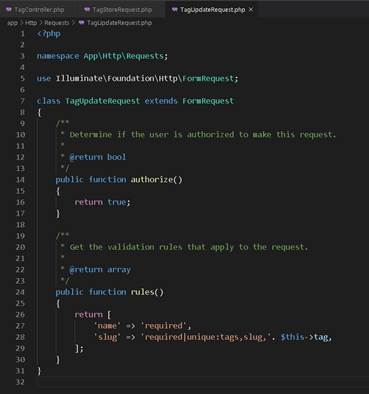 TagController.php TagStoreRequest.php TagUpdateRequest.php ×
app > Http > Requests > TagUpdateRequest.php
1 <?php
2
3 namespace App\Http\Requests;
4
5 use Illuminate\Foundation\Http\FormRequest;
6
7 class TagUpdateRequest extends FormRequest
8 {
9     /**
10      * Determine if the user is authorized to make this request.
11      *
12      * @return bool
13      */
14     public function authorize()
15     {
16         return true;
17     }
18
19     /**
20      * Get the validation rules that apply to the request.
21      *
22      * @return array
23      */
24     public function rules()
25     {
26         return [
27             'name' => 'required',
28             'slug' => 'required|unique:tags,slug,'. $this->tag,
29         ];
30     }
31 }
32